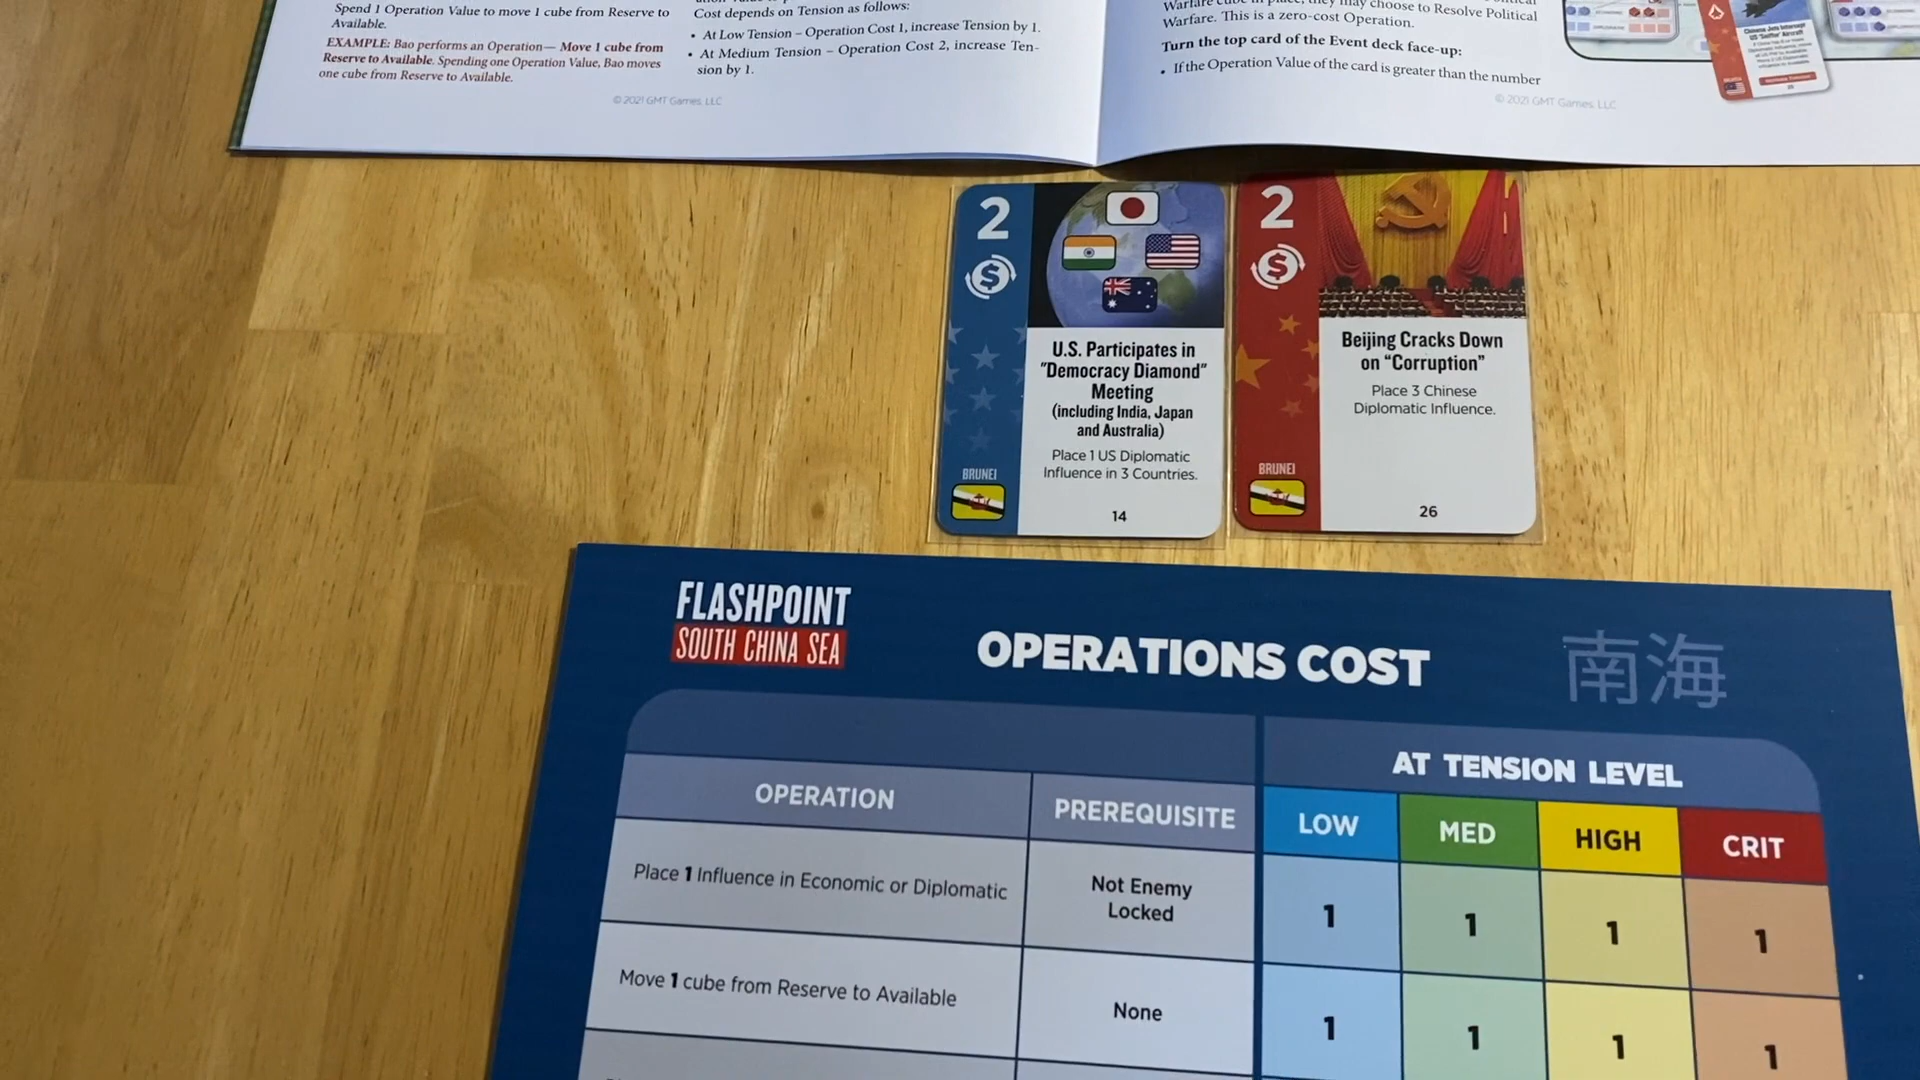 Spend 1 Operation Value to move 1 cube from Reserve to
Available.
EXAMPLE: Bao performs an Operation— Move 1 cube from
Reserve to Available. Spending one Operation Value, Bao moves
one cube from Reserve to Available.
Cost depends on Tension as follows:
• At Low Tension – Operation Cost 1, increase Tension by 1.
• At Medium Tension – Operation Cost 2, increase Ten-
sion by 1.
© 2021 GMT Games, LLC
they may choose to Resolve Political
Warfare. This is a zero-cost Operation.
Turn the top card of the Event deck face-up:
• If the Operation Value of the card is greater than the number
© 2021 GMT Games, LLC
Chinese Jets Intercept
2
$
U.S. Participates in
"Democracy Diamond"
Meeting
(including India, Japan
and Australia)
Place 1 US Diplomatic
Influence in 3 Countries.
BRUNEI
14
2
$
Beijing Cracks Down
on “Corruption”
Place 3 Chinese
Diplomatic Influence.
BRUNEI
26
FLASHPOINT
SOUTH CHINA SEA
OPERATIONS COST
南海
AT TENSION LEVEL
OPERATION PREREQUISITE LOW MED HIGH CRIT
Place 1 Influence in Economic or Diplomatic
Not Enemy
Locked
1 1 1 1
Move 1 cube from Reserve to Available
None
1 1 1 1